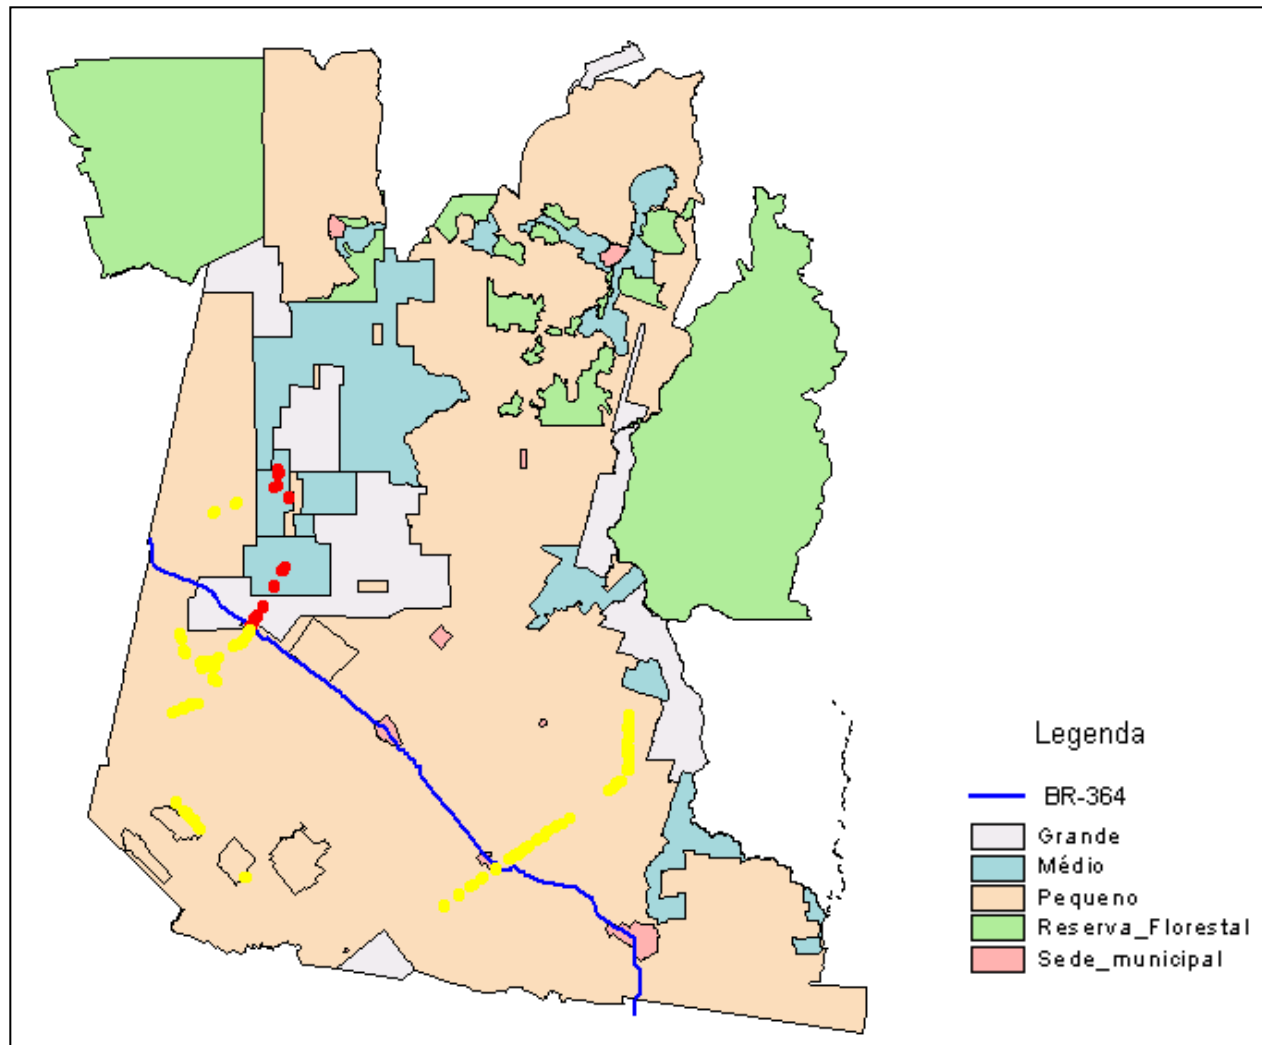 Legenda
BR-364
Grande
Médio
Pequeno
Reserva_Florestal
Sede_municipal